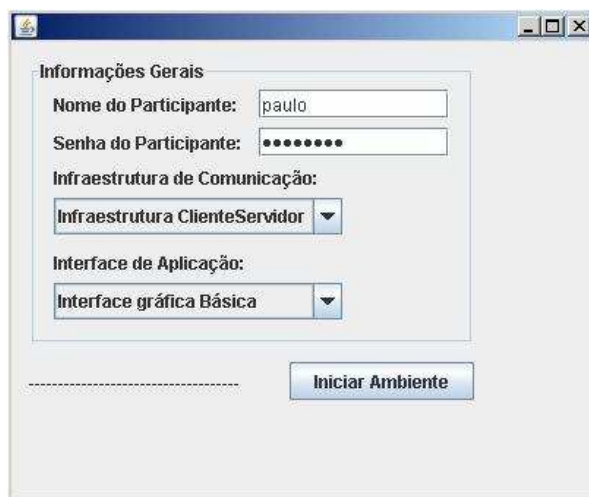 Informações Gerais
Nome do Participante: paulo
Senha do Participante: ●●●●●●●●
Infraestrutura de Comunicação:
Infraestrutura ClienteServidor
Interface de Aplicação:
Interface gráfica Básica
------------------------------------ Iniciar Ambiente